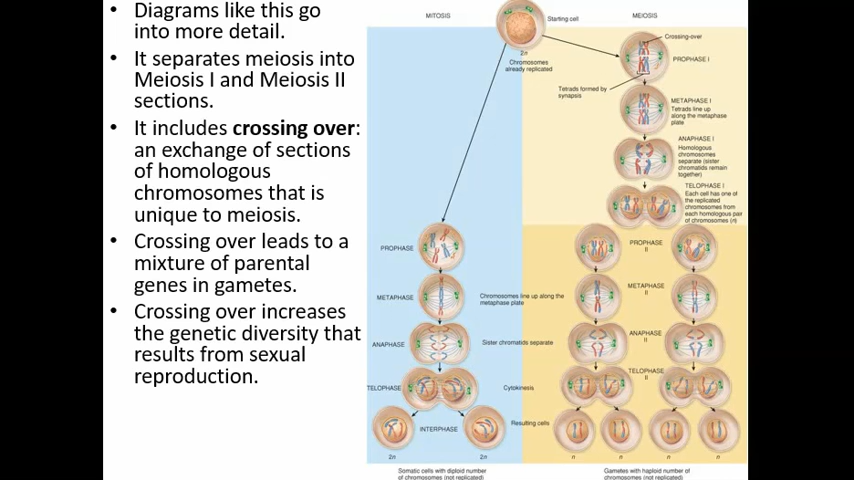 • Diagrams like this go
into more detail.
• It separates meiosis into
Meiosis I and Meiosis II
sections.
• It includes crossing over:
an exchange of sections
of homologous
chromosomes that is
unique to meiosis.
• Crossing over leads to a
mixture of parental
genes in gametes.
• Crossing over increases
the genetic diversity that
results from sexual
reproduction.
MITOSIS
Starting cell
MEIOSIS
2n
Chromosomes
already replicated
Crossing-over
PROPHASE I
Tetrads formed by
synapsis
METAPHASE I
Tetrads line up
along the metaphase
plate
ANAPHASE I
Homologous
chromosomes
separate (sister
chromatids remain
together)
TELOPHASE I
Each cell has one of
the replicated
chromosomes from
each homologous pair
of chromosomes (n)
PROPHASE
PROPHASE
II
METAPHASE
Chromosomes line up along the
metaphase plate
METAPHASE
II
ANAPHASE
Sister chromatids separate
ANAPHASE
II
TELOPHASE
Cytokinesis
TELOPHASE
II
INTERPHASE
Resulting cells
2n
2n
n
n
n
n
Somatic cells with diploid number
of chromosomes (not replicated)
Gametes with haploid number of
chromosomes (not replicated)